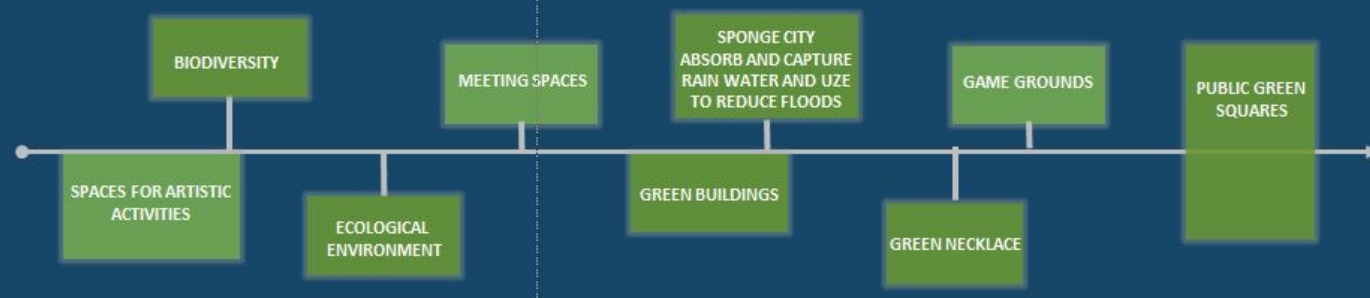 BIODIVERSITY
SPACES FOR ARTISTIC
ACTIVITIES
ECOLOGICAL
ENVIRONMENT
MEETING SPACES
SPONGE CITY
ABSORB AND CAPTURE
RAIN WATER AND UZE
TO REDUCE FLOODS
GREEN BUILDINGS
GREEN NECKLACE
GAME GROUNDS
PUBLIC GREEN
SQUARES